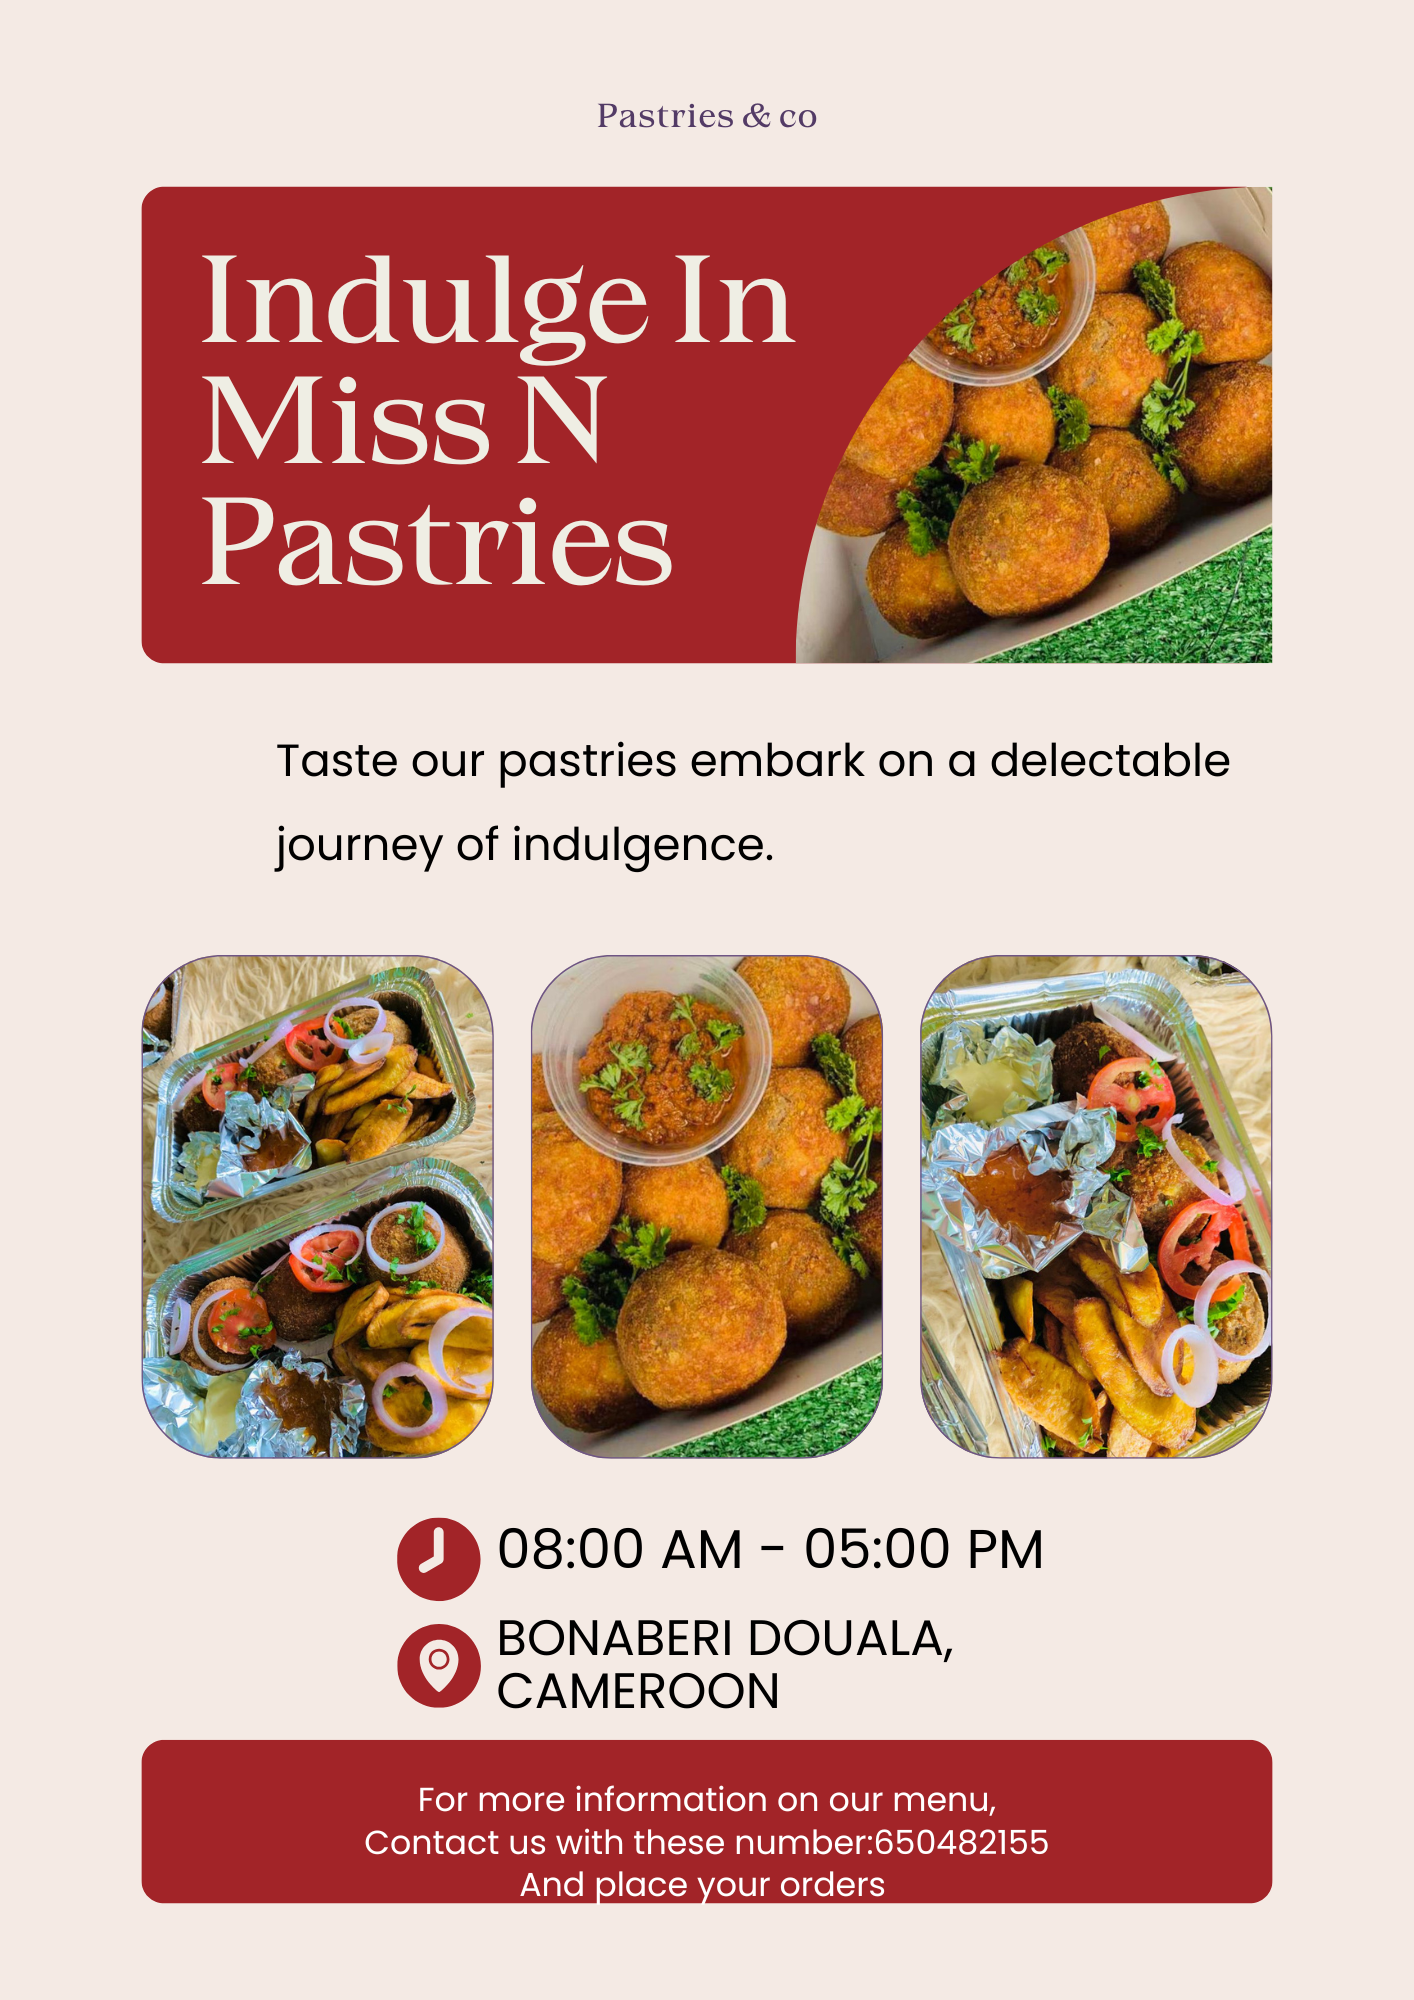 Pastries & co
Indulge In
Miss N
Pastries
Taste our pastries embark on a delectable
journey of indulgence.
08:00 AM - 05:00 PM
BONABERI DOUALA,
CAMEROON
For more information on our menu,
Contact us with these number:650482155
And place your orders